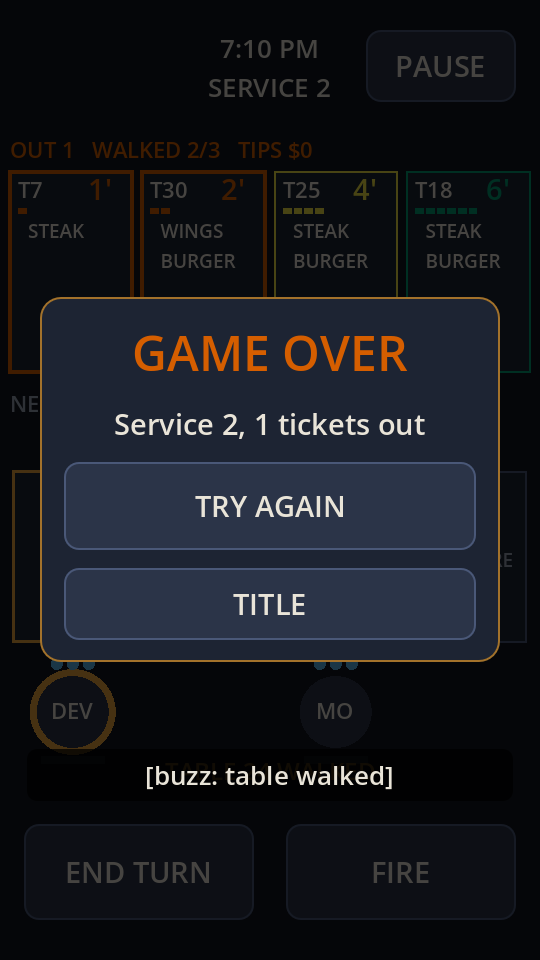 7:10 PM
SERVICE 2
PAUSE
OUT 1 WALKED 2/3 TIPS $0
T7 1'
STEAK
T30 2'
WINGS
BURGER
T25 4'
STEAK
BURGER
T18 6'
STEAK
BURGER
GAME OVER
Service 2, 1 tickets out
TRY AGAIN
TITLE
DEV
MO
[buzz: table walked]
END TURN
FIRE